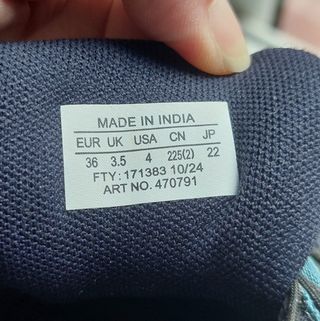 MADE IN INDIA
EUR UK USA CN JP
36 3.5 4 225(2) 22
FTY: 171383 10/24
ART NO. 470791